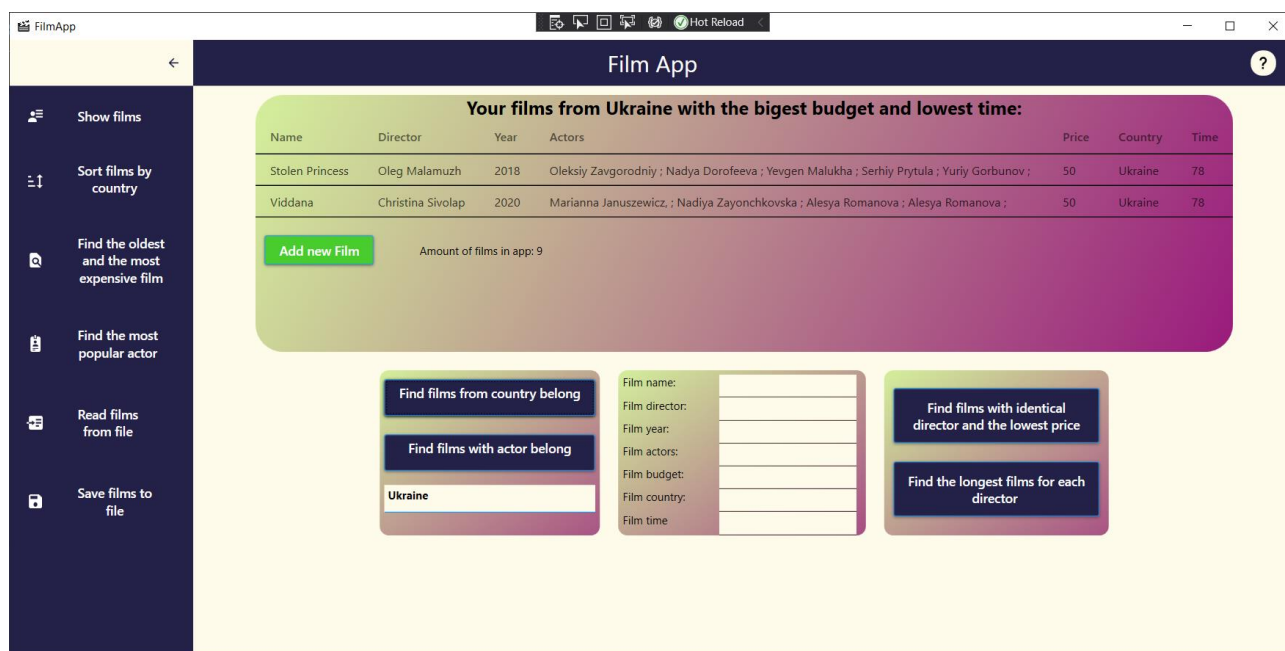 FilmApp
Hot Reload
Film App
?
Show films
Sort films by
country
Find the oldest
and the most
expensive film
Find the most
popular actor
Read films
from file
Save films to
file
Your films from Ukraine with the bigest budget and lowest time:
Name Director Year Actors Price Country Time
Stolen Princess Oleg Malamuzh 2018 Oleksiy Zavgorodniy ; Nadya Dorofeeva ; Yevgen Malukha ; Serhiy Prytula ; Yuriy Gorbunov ; 50 Ukraine 78
Viddana Christina Sivolap 2020 Marianna Januszewicz, ; Nadiya Zayonchkovska ; Alesya Romanova ; Alesya Romanova ; 50 Ukraine 78
Add new Film Amount of films in app: 9
Find films from country belong
Find films with actor belong
Ukraine
Film name:
Film director:
Film year:
Film actors:
Film budget:
Film country:
Film time
Find films with identical
director and the lowest price
Find the longest films for each
director